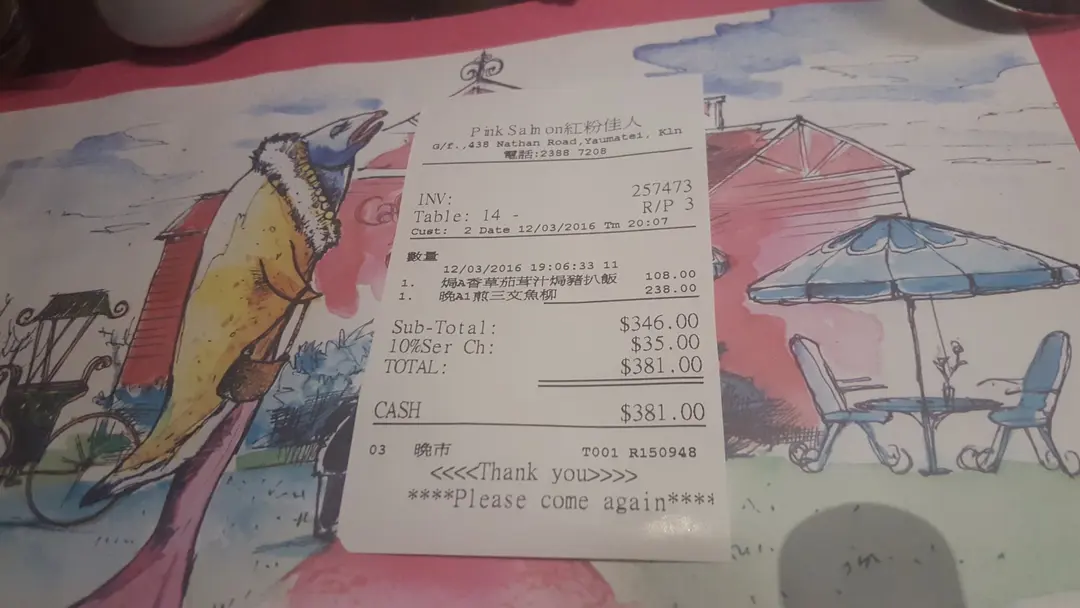 Pink Salmon紅粉佳人
G/f.,438 Nathan Road,Yaumatei, Kln
電話:2388 7208
INV: 257473
Table: 14 - R/P 3
Cust: 2 Date 12/03/2016 Tm 20:07
數量
12/03/2016 19:06:33 11
1. 焗A香草茄茸汁焗豬扒飯 108.00
1. 晚A1煎三文魚柳 238.00
Sub-Total: $346.00
10%Ser Ch: $35.00
TOTAL: $381.00
CASH $381.00
03 晚市 T001 R150948
<<<<Thank you>>>>
****Please come again****
Ca